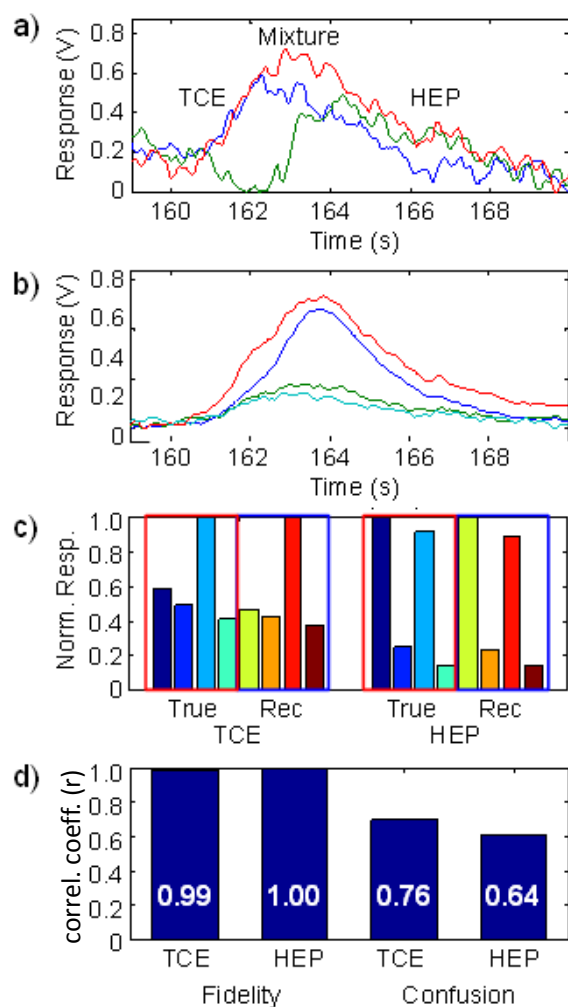 a)
Response (V)
0.8
0.6
0.4
0.2
0
Mixture
TCE
HEP
160 162 164 166 168
Time (s)
b)
Response (V)
0.8
0.6
0.4
0.2
0
160 162 164 166 168
Time (s)
c)
Norm. Resp.
1.0
0.8
0.6
0.4
0.2
0
True Rec True Rec
TCE HEP
d)
correl. coeff. (r)
1.0
0.8
0.6
0.4
0.2
0
0.99 1.00 0.76 0.64
TCE HEP TCE HEP
Fidelity Confusion